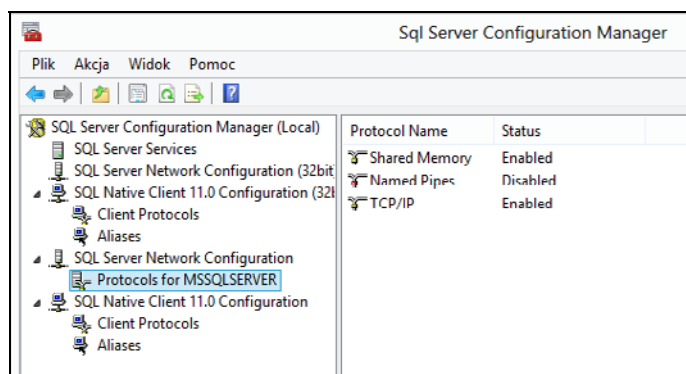 Sql Server Configuration Manager
Plik Akcja Widok Pomoc
SQL Server Configuration Manager (Local)
SQL Server Services
SQL Server Network Configuration (32bit
SQL Native Client 11.0 Configuration (32b
Client Protocols
Aliases
SQL Server Network Configuration
Protocols for MSSQLSERVER
SQL Native Client 11.0 Configuration
Client Protocols
Aliases
Protocol Name Status
Shared Memory Enabled
Named Pipes Disabled
TCP/IP Enabled